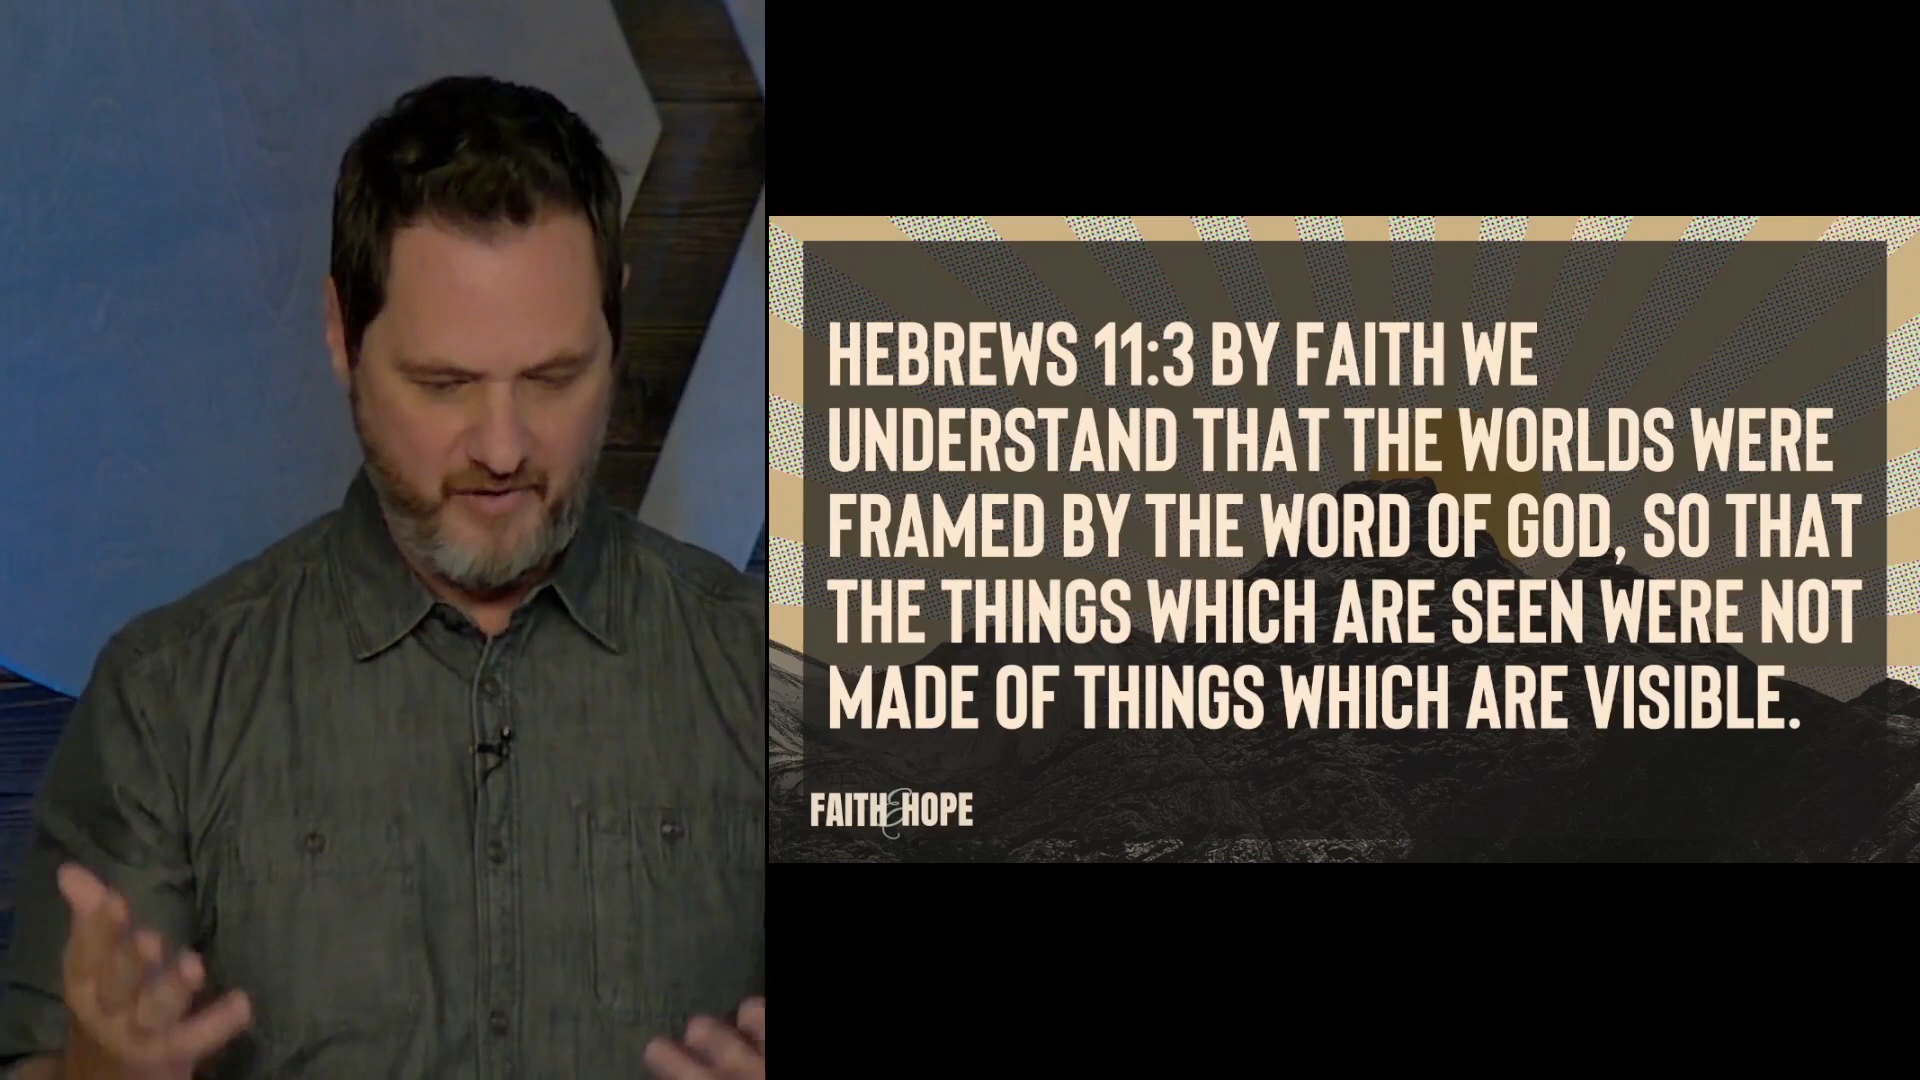 HEBREWS 11:3 BY FAITH WE
UNDERSTAND THAT THE WORLDS WERE
FRAMED BY THE WORD OF GOD, SO THAT
THE THINGS WHICH ARE SEEN WERE NOT
MADE OF THINGS WHICH ARE VISIBLE.
FAITH & HOPE